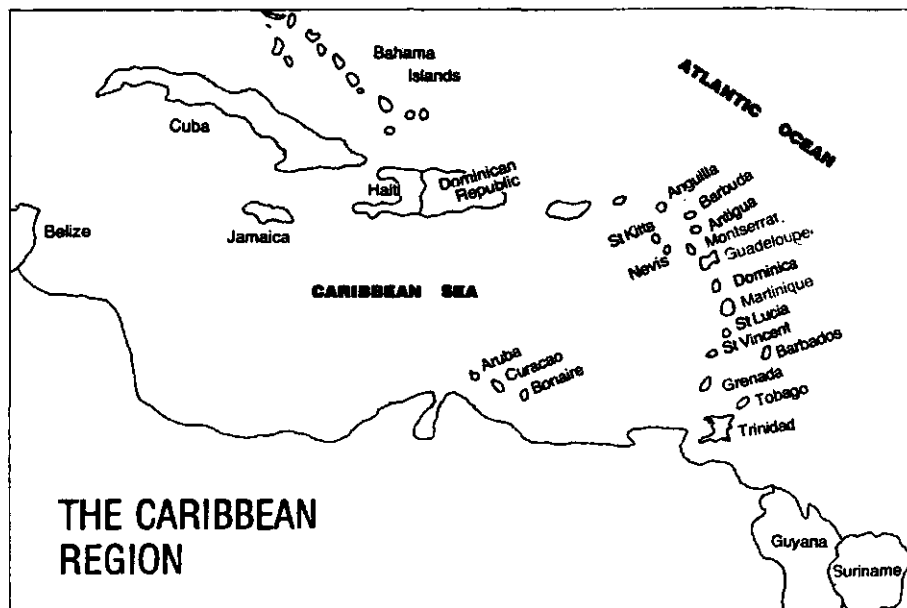 Bahama
Islands
ATLANTIC OCEAN
Cuba
Haiti
Dominican
Republic
Anguilla
Barbuda
Antigua
St Kitts
Montserrat
Nevis
Guadeloupe
Belize
Jamaica
CARIBBEAN SEA
Dominica
Martinique
St Lucia
St Vincent
Barbados
Aruba
Curacao
Bonaire
Grenada
Tobago
Trinidad
THE CARIBBEAN
REGION
Guyana
Suriname